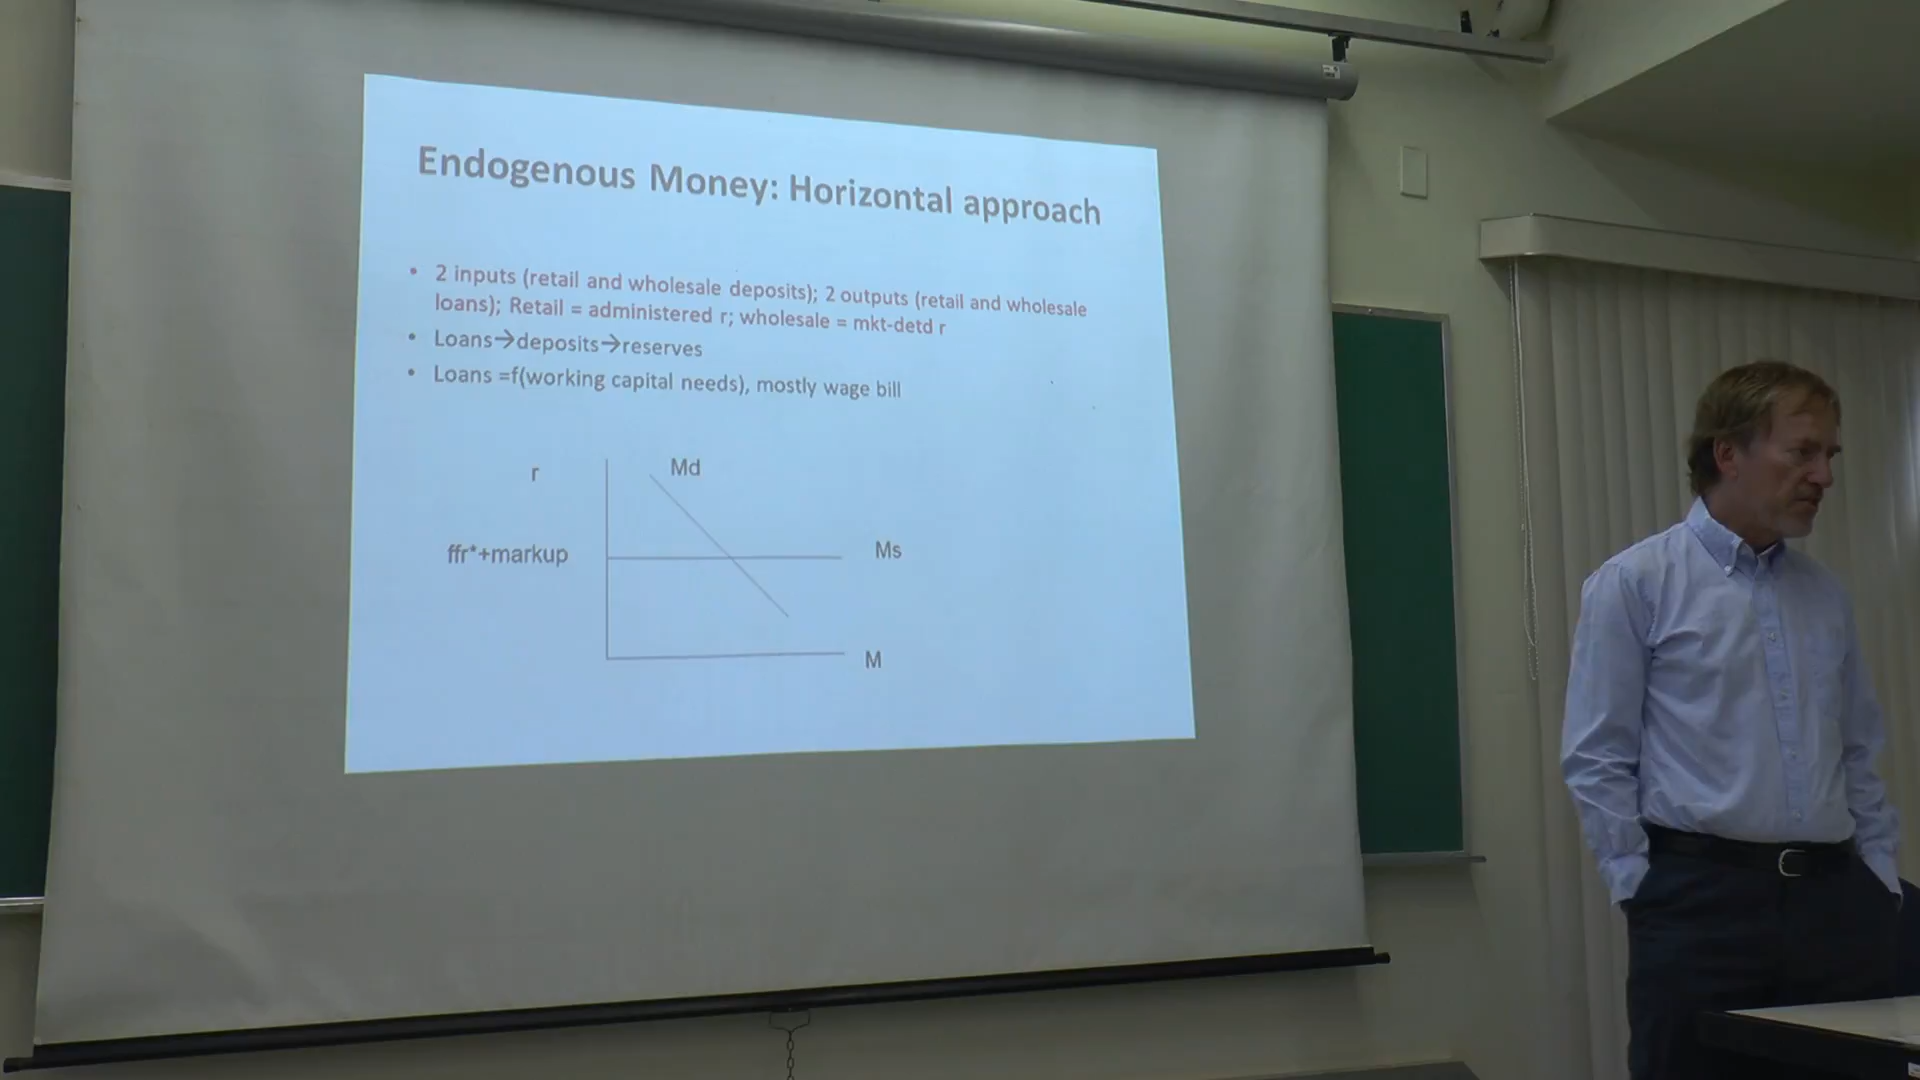 Endogenous Money: Horizontal approach
• 2 inputs (retail and wholesale deposits); 2 outputs (retail and wholesale
loans); Retail = administered r; wholesale = mkt-detd r
• Loans→deposits→reserves
• Loans =f(working capital needs), mostly wage bill
r
Md
ffr*+markup
Ms
M